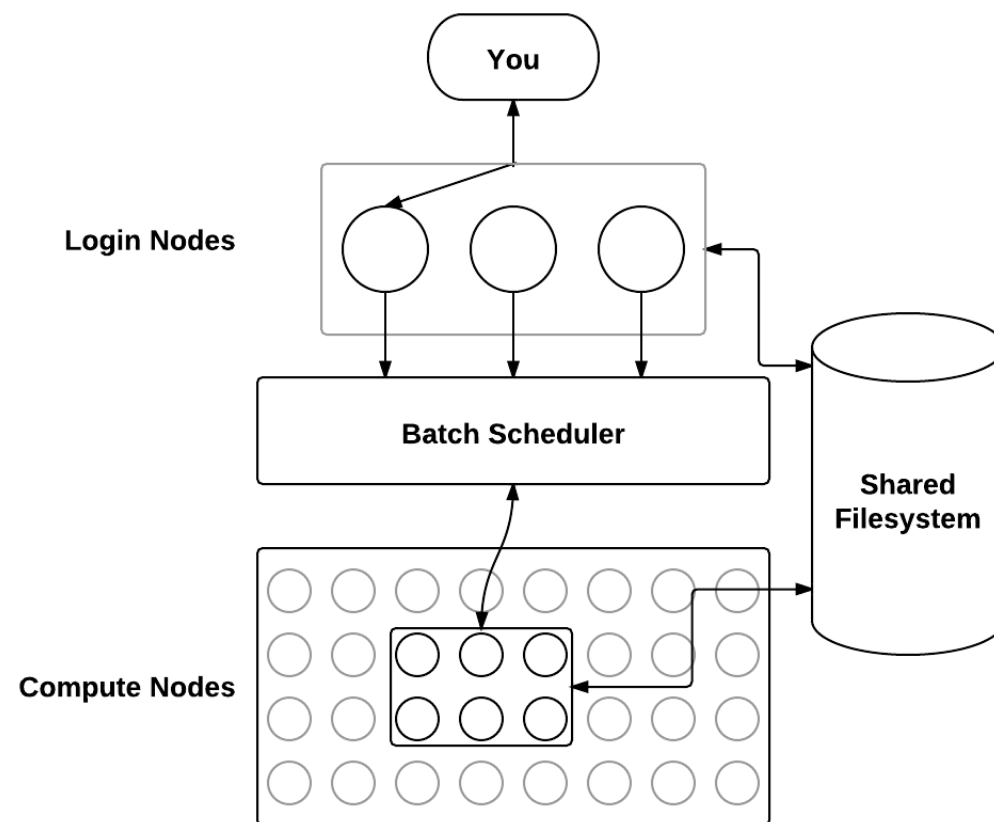 You
Login Nodes
Batch Scheduler
Shared
Filesystem
Compute Nodes